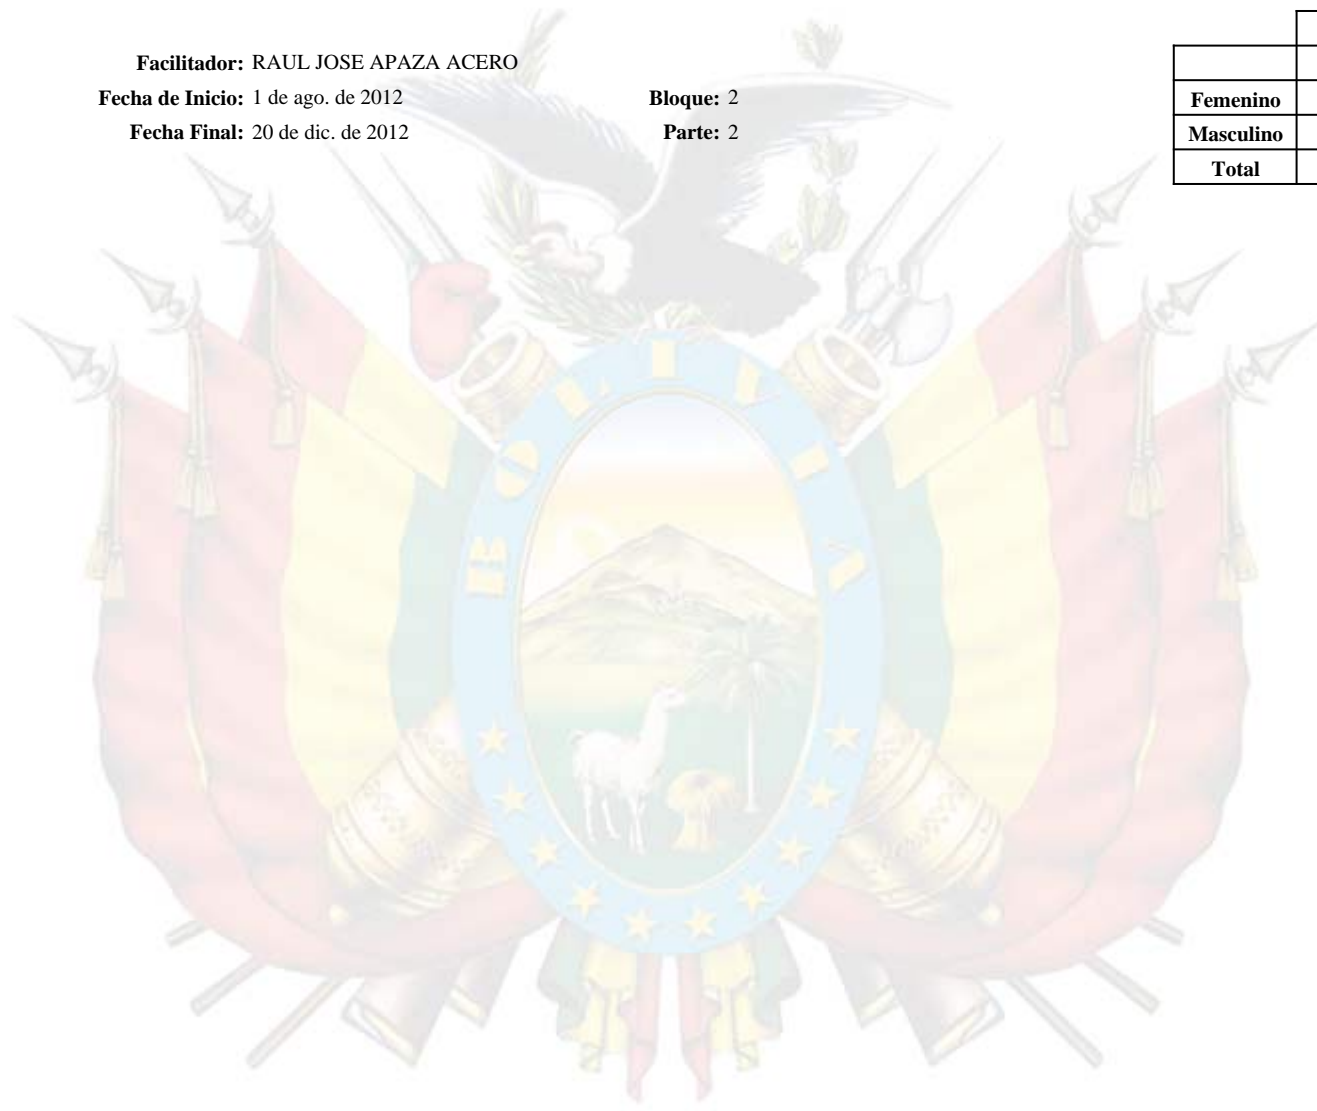 Facilitador: RAUL JOSE APAZA ACERO
Fecha de Inicio: 1 de ago. de 2012 Bloque: 2
Fecha Final: 20 de dic. de 2012 Parte: 2
Femenino
Masculino
Total
BOLIVIA